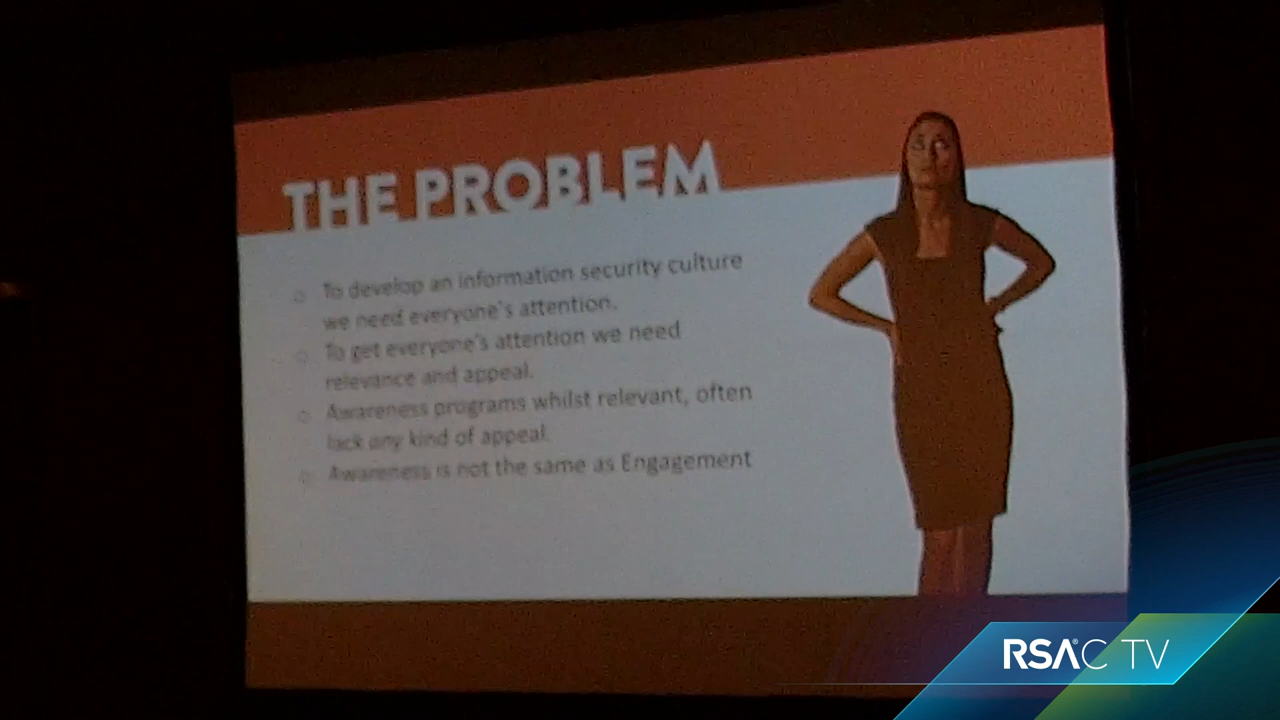 THE PROBLEM
To develop an information security culture
we need everyone's attention.
To get everyone's attention we need
relevance and appeal.
Awareness programs whilst relevant, often
lack any kind of appeal.
Awareness is not the same as Engagement
RSA®C TV